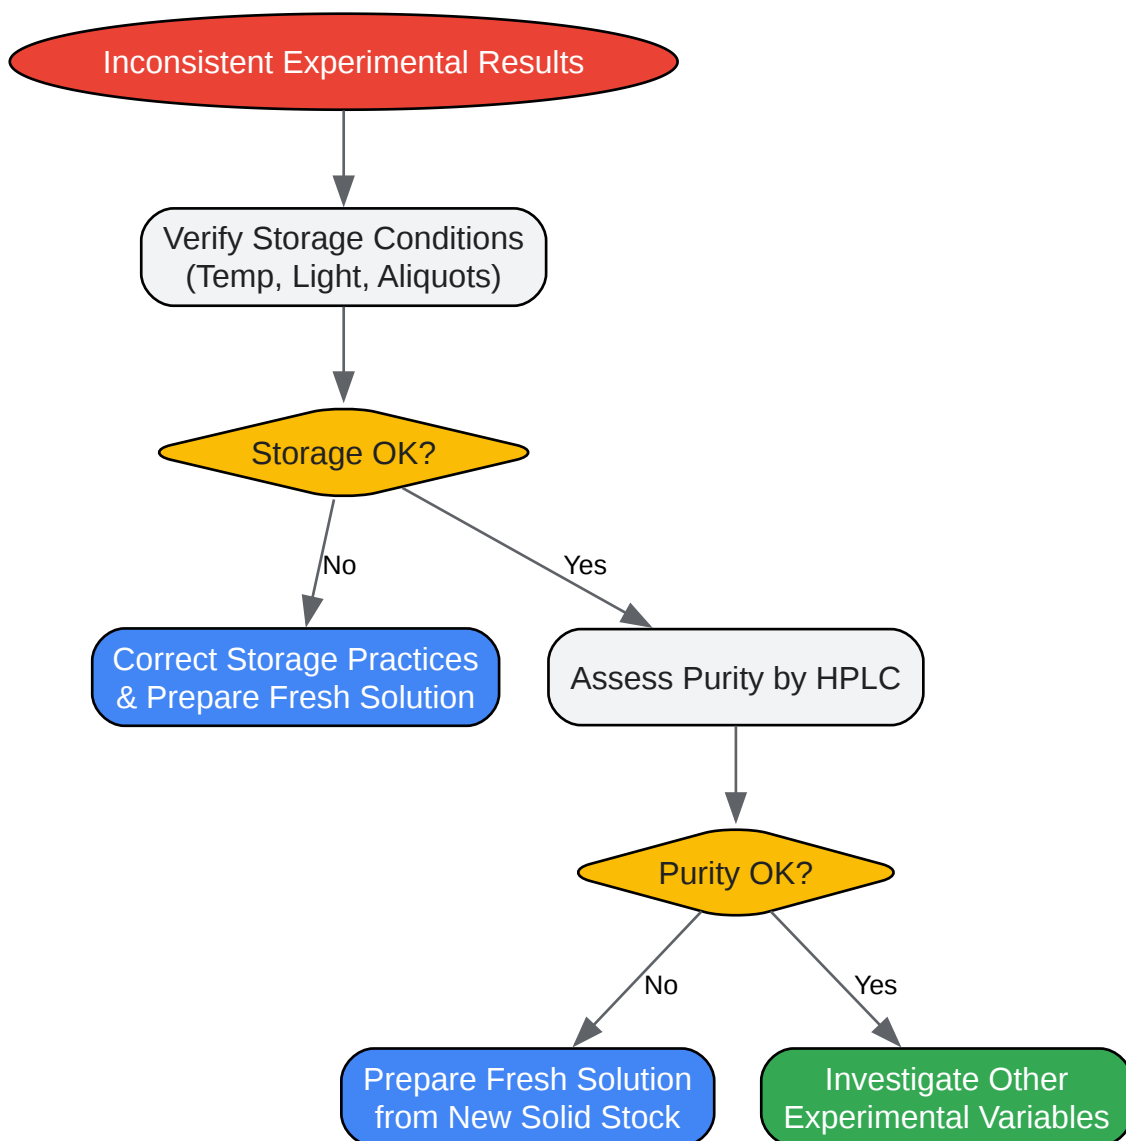 Inconsistent Experimental Results
Verify Storage Conditions
(Temp, Light, Aliquots)
Storage OK?
No
Yes
Correct Storage Practices
& Prepare Fresh Solution
Assess Purity by HPLC
Purity OK?
No
Yes
Prepare Fresh Solution
from New Solid Stock
Investigate Other
Experimental Variables